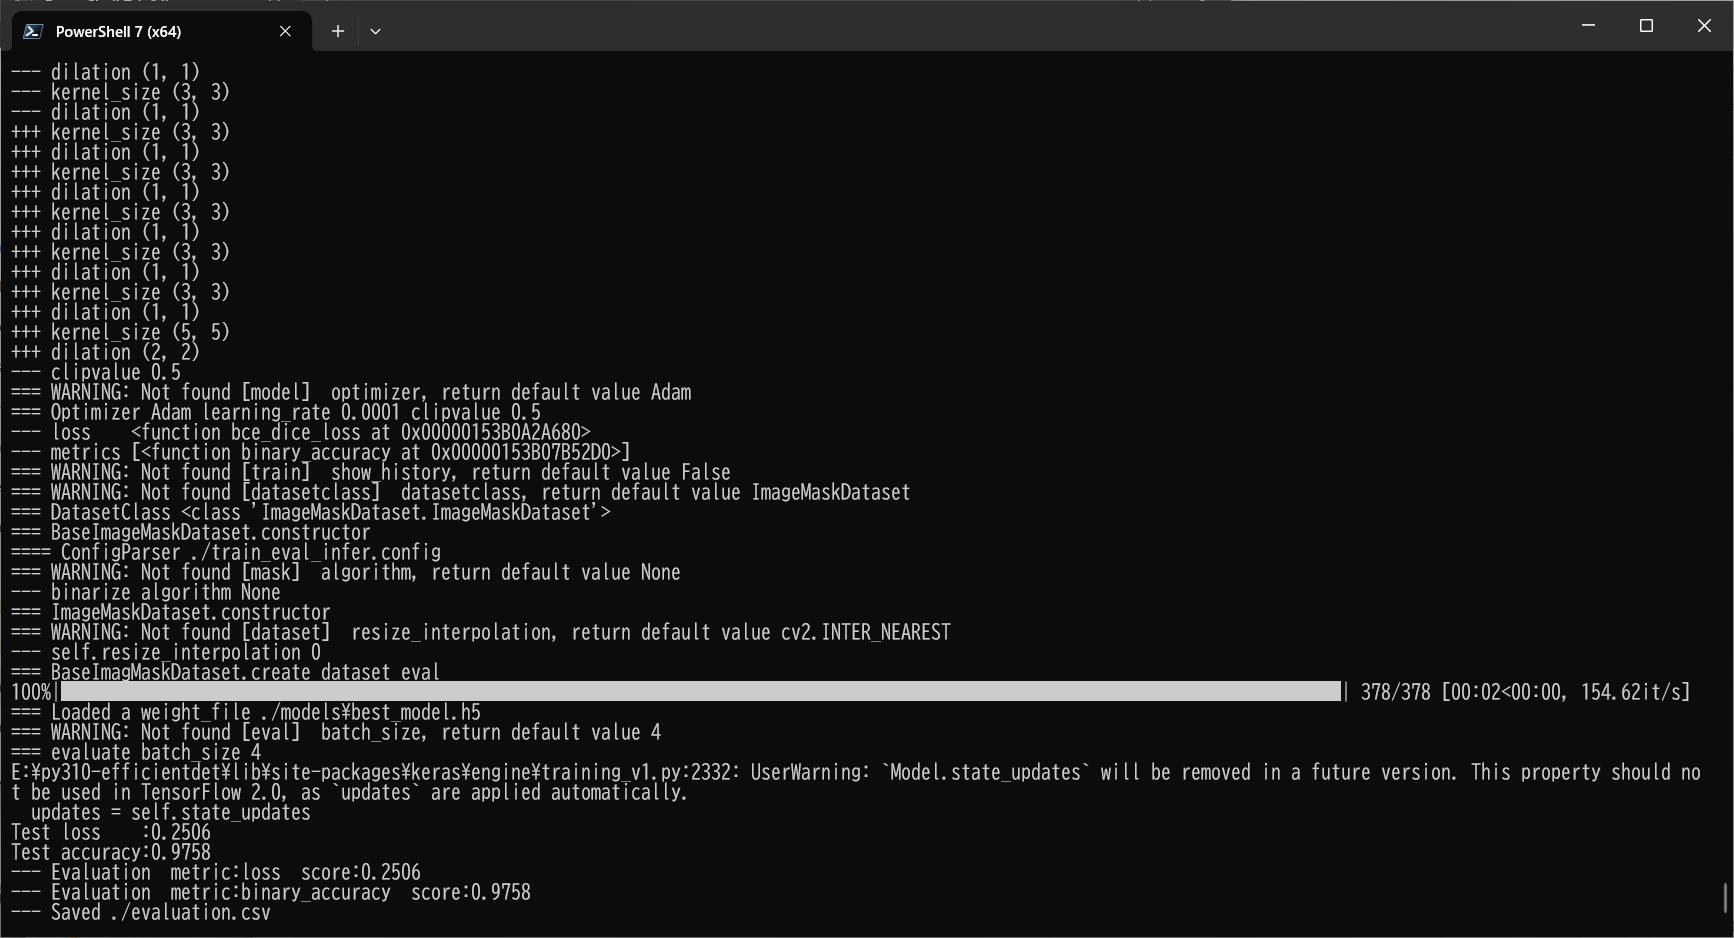 PowerShell 7 (x64)
--- dilation (1, 1)
--- kernel_size (3, 3)
--- dilation (1, 1)
+++ kernel_size (3, 3)
+++ dilation (1, 1)
+++ kernel_size (3, 3)
+++ dilation (1, 1)
+++ kernel_size (3, 3)
+++ dilation (1, 1)
+++ kernel_size (3, 3)
+++ dilation (1, 1)
+++ kernel_size (3, 3)
+++ dilation (1, 1)
+++ kernel_size (5, 5)
+++ dilation (2, 2)
--- clipvalue 0.5
=== WARNING: Not found [model]  optimizer, return default value Adam
=== Optimizer Adam learning_rate 0.0001 clipvalue 0.5
--- loss    <function bce_dice_loss at 0x00000153B0A2A680>
--- metrics [<function binary_accuracy at 0x00000153B07B52D0>]
=== WARNING: Not found [train]  show_history, return default value False
=== WARNING: Not found [datasetclass]  datasetclass, return default value ImageMaskDataset
=== DatasetClass <class 'ImageMaskDataset.ImageMaskDataset'>
=== BaseImageMaskDataset.constructor
==== ConfigParser ./train_eval_infer.config
=== WARNING: Not found [mask]  algorithm, return default value None
--- binarize algorithm None
=== ImageMaskDataset.constructor
=== WARNING: Not found [dataset]  resize_interpolation, return default value cv2.INTER_NEAREST
--- self.resize_interpolation 0
=== BaseImagMaskDataset.create dataset eval
100%| | 378/378 [00:02<00:00, 154.62it/s]
=== Loaded a weight_file ./models¥best_model.h5
=== WARNING: Not found [eval]  batch_size, return default value 4
=== evaluate batch_size 4
E:¥py310-efficientdet¥lib¥site-packages¥keras¥engine¥training_v1.py:2332: UserWarning: `Model.state_updates` will be removed in a future version. This property should no
t be used in TensorFlow 2.0, as `updates` are applied automatically.
  updates = self.state_updates
Test loss    :0.2506
Test accuracy:0.9758
--- Evaluation  metric:loss  score:0.2506
--- Evaluation  metric:binary_accuracy  score:0.9758
--- Saved ./evaluation.csv